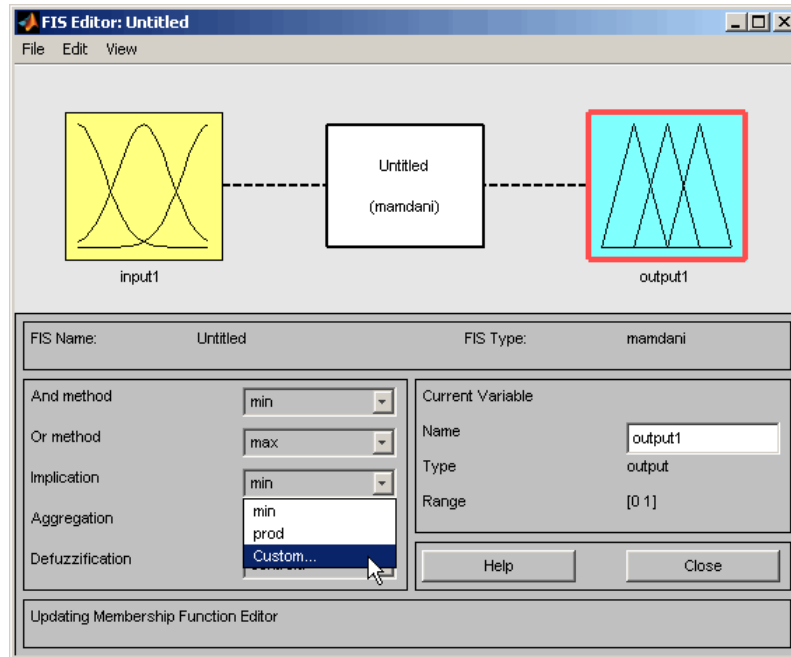 FIS Editor: Untitled
File Edit View
Untitled
(mamdani)
input1
output1
FIS Name: Untitled FIS Type: mamdani
And method min
Or method max
Implication min
min
prod
Custom...
Aggregation
Defuzzification
Current Variable
Name output1
Type output
Range [0 1]
Help Close
Updating Membership Function Editor